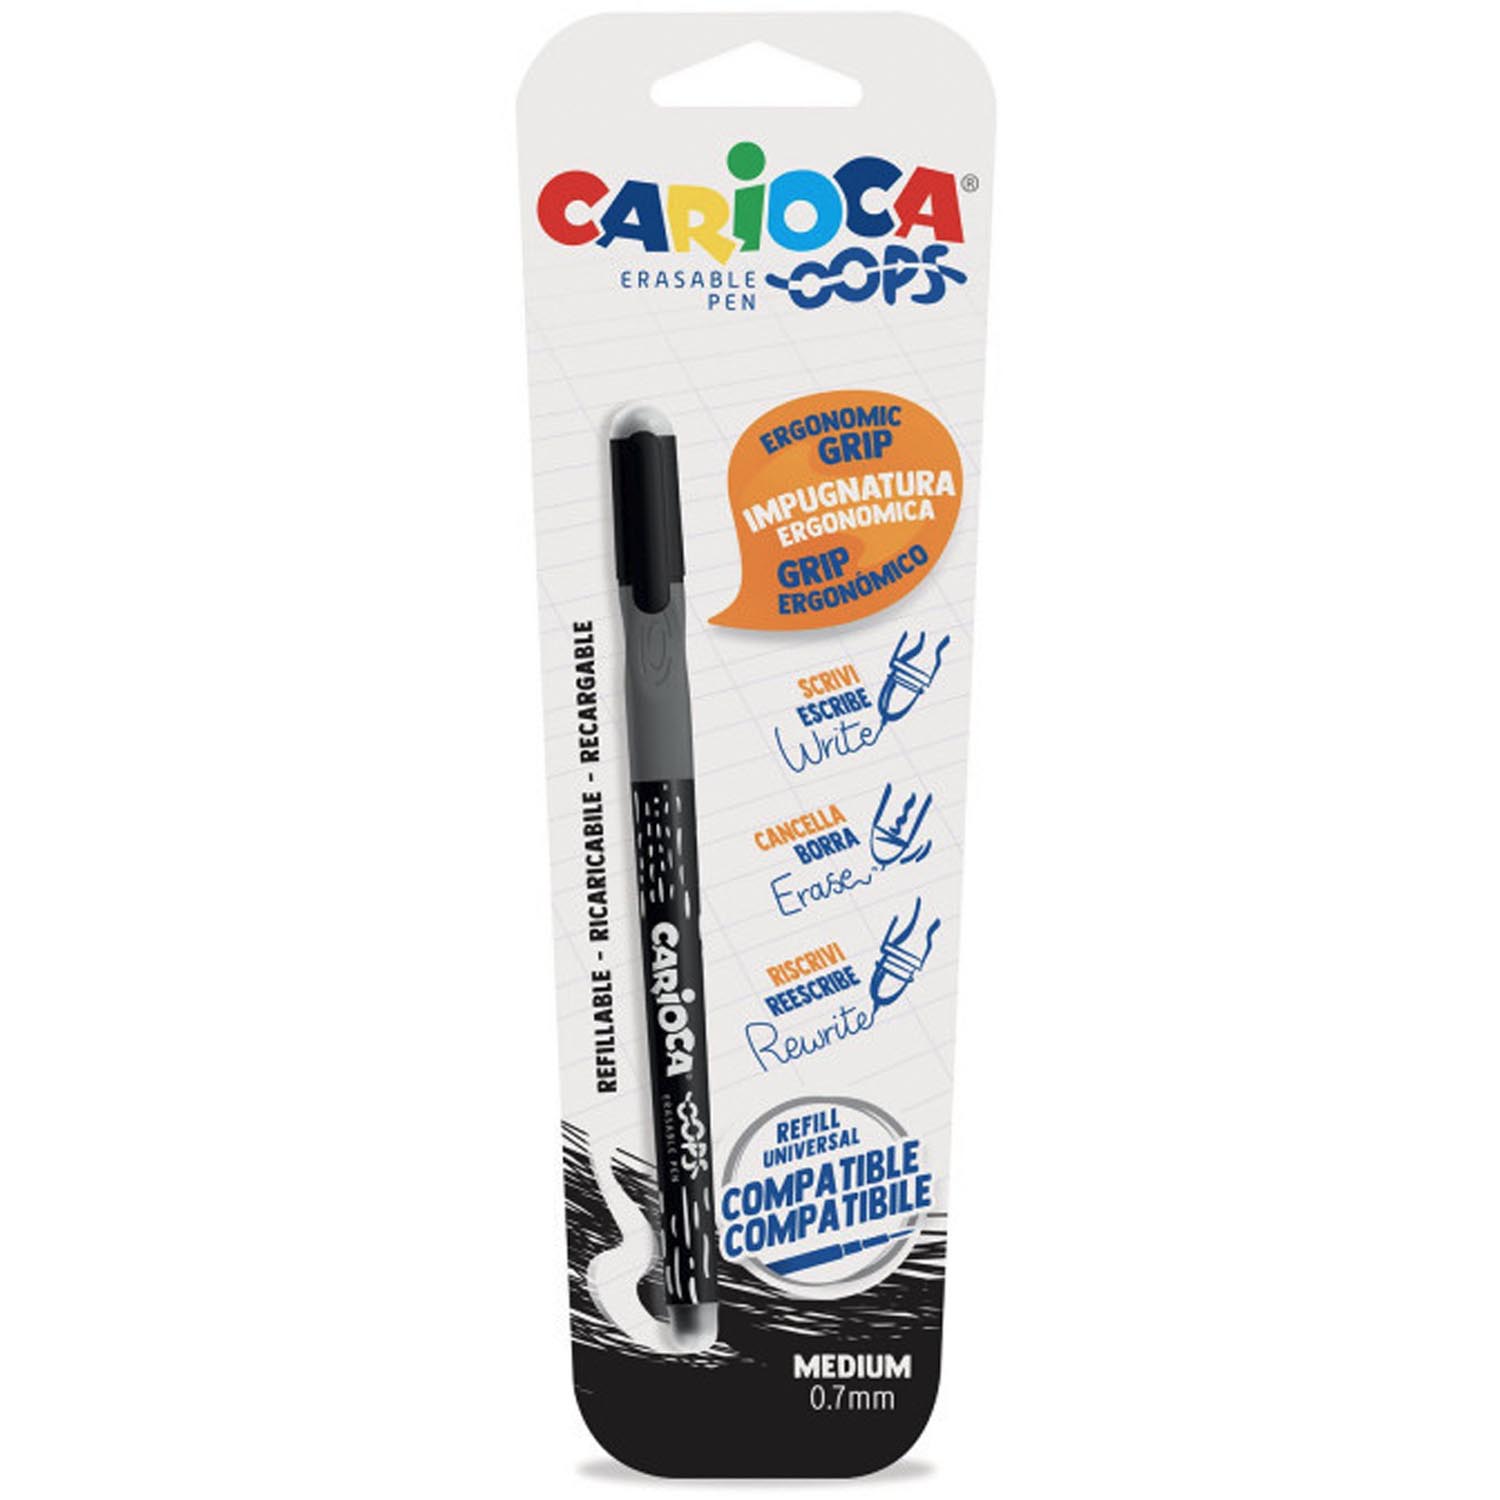 CARIOCA®
ERASABLE
PEN
OOPS
ERGONOMIC
GRIP
IMPUGNATURA
ERGONOMICA
GRIP
ERGONÓMICO
REFILLABLE - RICARICABILE - RECARGABLE
SCRIVI
ESCRIBE
Write
CANCELLA
BORRA
Erase
RISCRIVI
REESCRIBE
Rewrite
CARIOCA
OOPS
ERASABLE PEN
REFILL
UNIVERSAL
COMPATIBLE
COMPATIBILE
MEDIUM
0.7mm